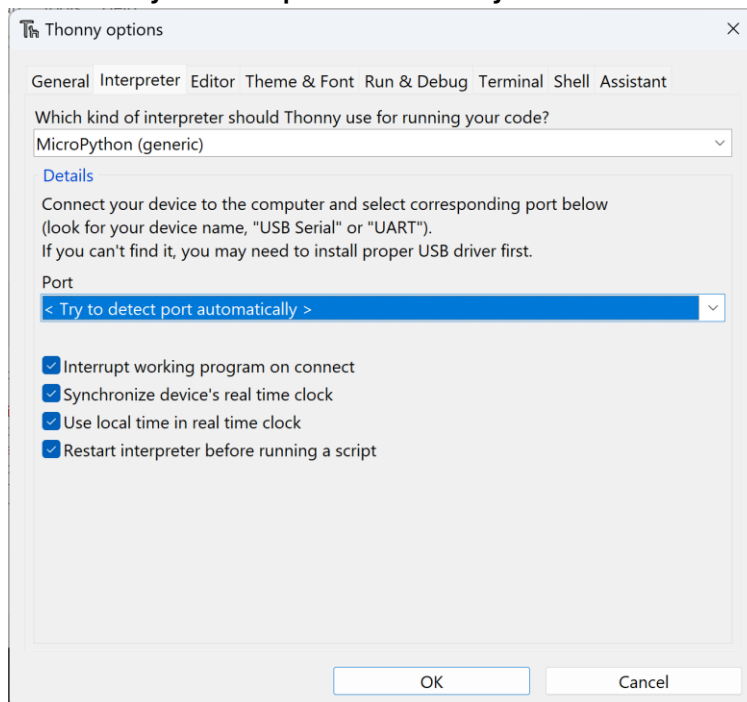 Thonny options
General Interpreter Editor Theme & Font Run & Debug Terminal Shell Assistant
Which kind of interpreter should Thonny use for running your code?
MicroPython (generic)
Details
Connect your device to the computer and select corresponding port below
(look for your device name, "USB Serial" or "UART").
If you can't find it, you may need to install proper USB driver first.
Port
< Try to detect port automatically >
Interrupt working program on connect
Synchronize device's real time clock
Use local time in real time clock
Restart interpreter before running a script
OK Cancel